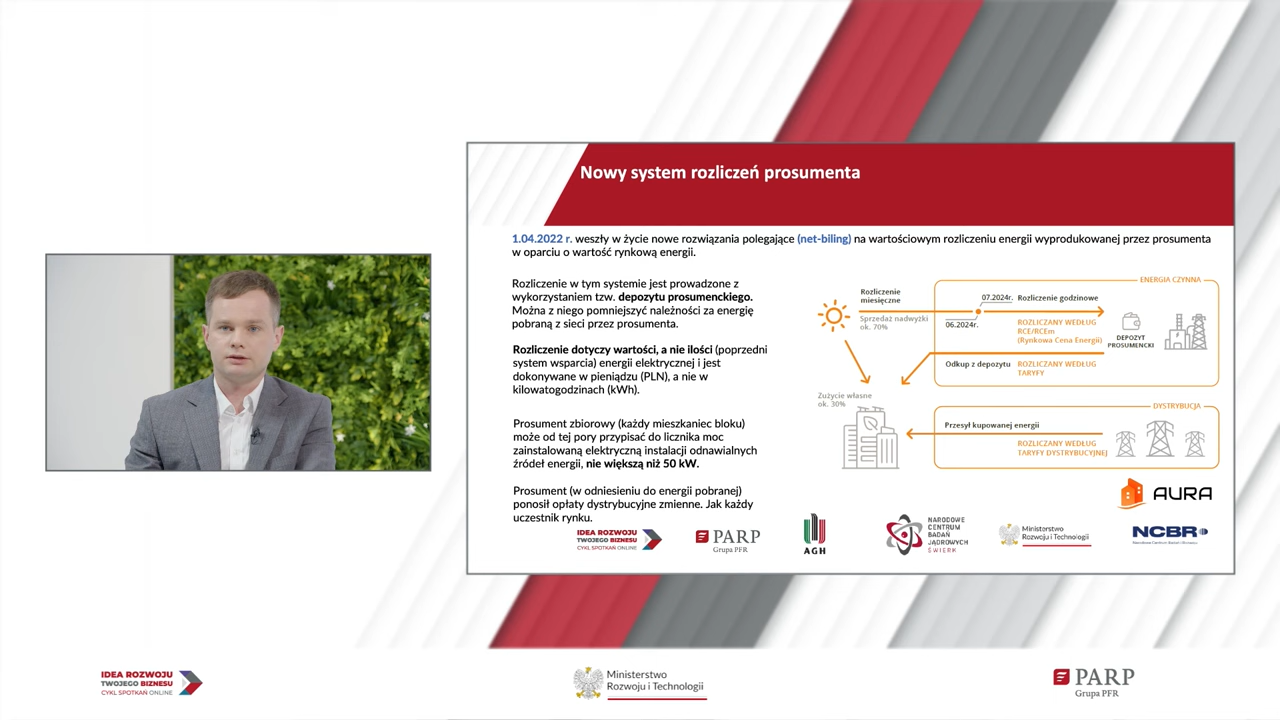 Nowy system rozliczeń prosumenta
1.04.2022 r. weszły w życie nowe rozwiązania polegające (net-biling) na wartościowym rozliczeniu energii wyprodukowanej przez prosumenta
w oparciu o wartość rynkową energii.
Rozliczenie w tym systemie jest prowadzone z
wykorzystaniem tzw. depozytu prosumenckiego.
Można z niego pomniejszyć należności za energię
pobraną z sieci przez prosumenta.
Rozliczenie dotyczy wartości, a nie ilości (poprzedni
system wsparcia) energii elektrycznej i jest
dokonywane w pieniądzu (PLN), a nie w
kilowatogodzinach (kWh).
Prosument zbiorowy (każdy mieszkaniec bloku)
może od tej pory przypisać do licznika moc
zainstalowaną elektryczną instalacji odnawialnych
źródeł energii, nie większą niż 50 kW.
Prosument (w odniesieniu do energii pobranej)
ponosił opłaty dystrybucyjne zmienne. Jak każdy
uczestnik rynku.
ENERGIA CZYNNA
Rozliczenie
miesięczne
07.2024r.
Rozliczenie godzinowe
Sprzedaż nadwyżki
ok. 70%
06.2024r.
ROZLICZANY WEDŁUG
RCE/RCEm
(Rynkowa Cena Energii)
DEPOZYT
PROSUMENCKI
Odkup z depozytu
ROZLICZANY WEDŁUG
TARYFY
Zużycie własne
ok. 30%
DYSTRYBUCJA
Przesył kupowanej energii
ROZLICZANY WEDŁUG
TARYFY DYSTRYBUCYJNEJ
AURA
IDEA ROZWOJU
TWOJEGO BIZNESU
CYKL SPOTKAŃ ONLINE
PARP
Grupa PFR
AGH
NARODOWE
CENTRUM
BADAŃ
JĄDROWYCH
ŚWIERK
Ministerstwo
Rozwoju i Technologii
NCBR
IDEA ROZWOJU
TWOJEGO BIZNESU
CYKL SPOTKAŃ ONLINE
Ministerstwo
Rozwoju i Technologii
PARP
Grupa PFR